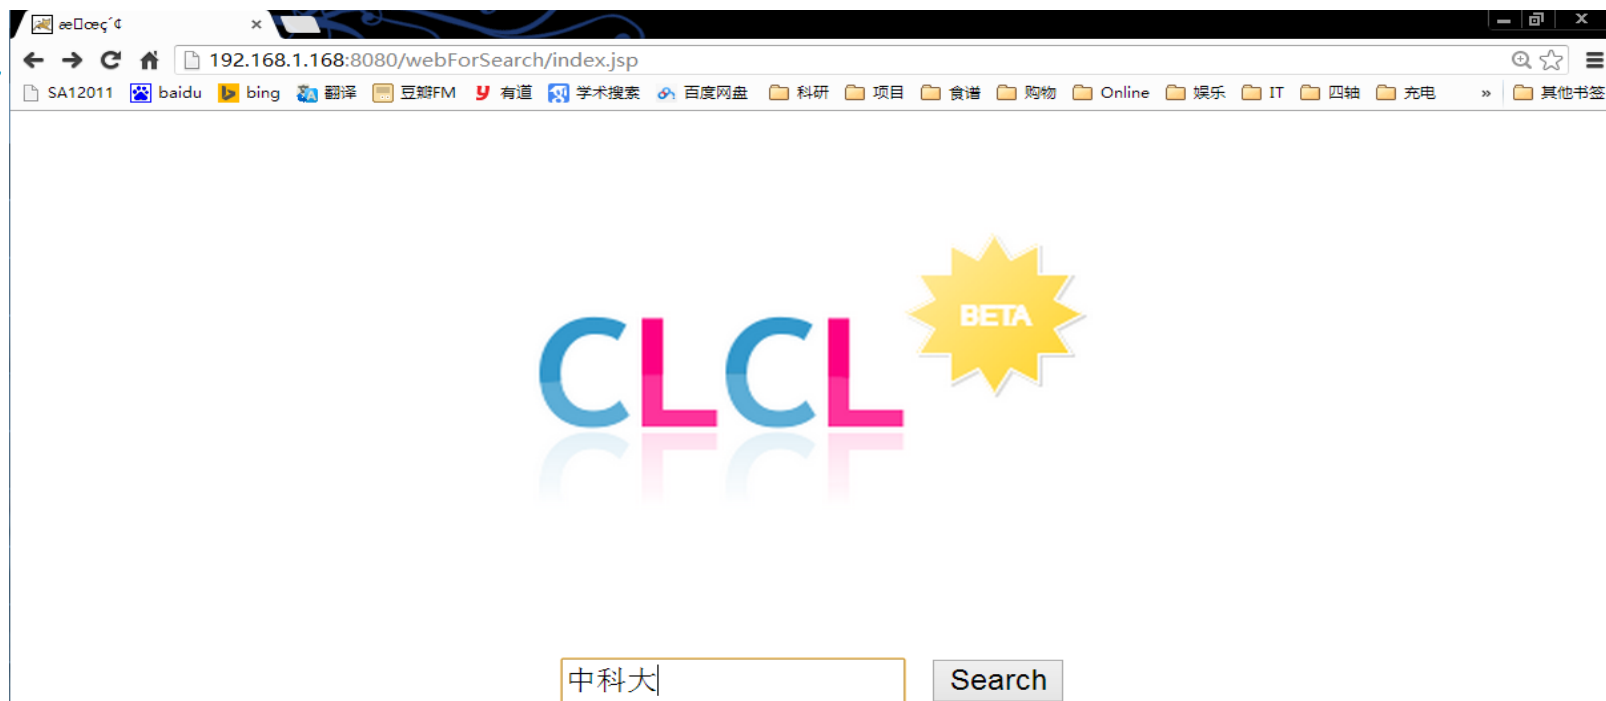 æœç´¢
192.168.1.168:8080/webForSearch/index.jsp
SA12011 baidu bing 翻译 豆瓣FM 有道 学术搜索 百度网盘 科研 项目 食谱 购物 Online 娱乐 IT 四轴 充电 » 其他书签
BETA
CLCL
中科大 Search